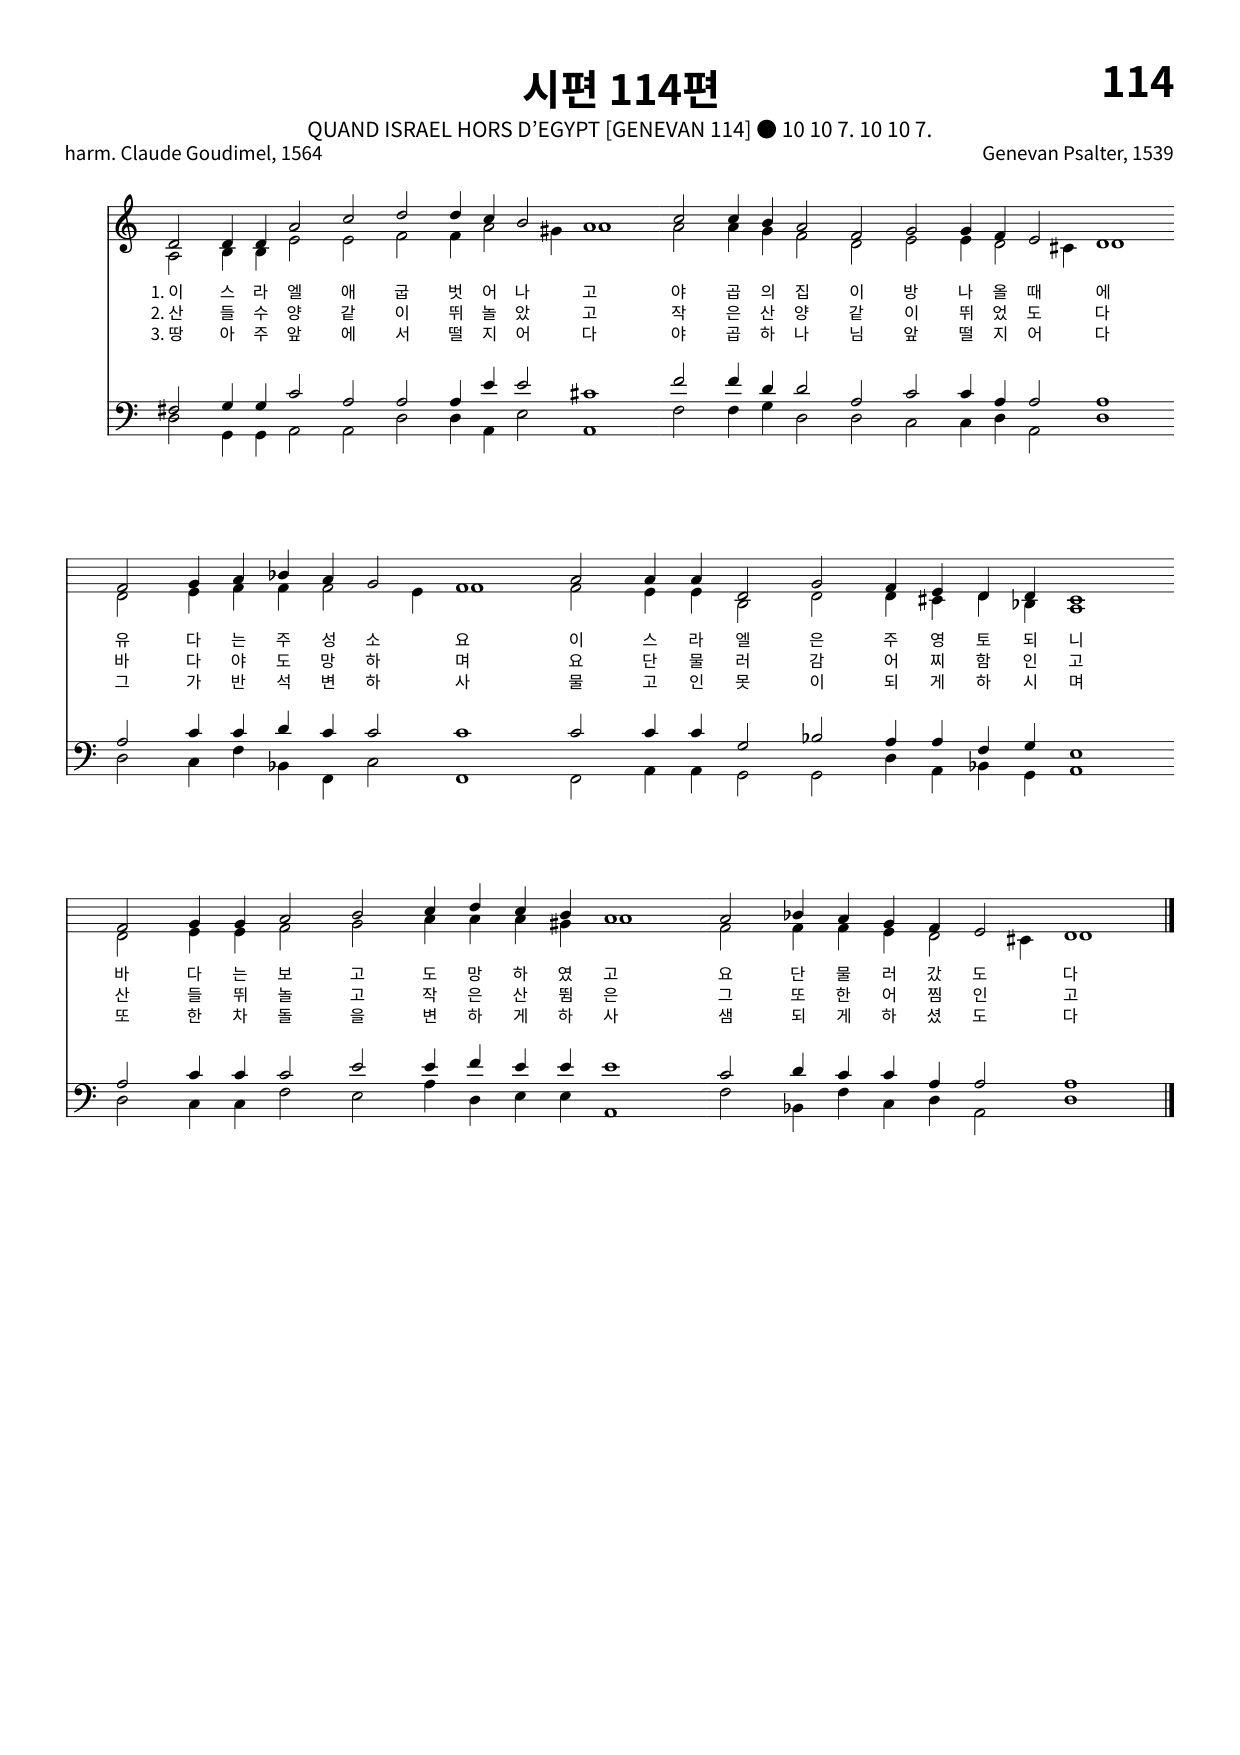 시편 114편
114
QUAND ISRAEL HORS D’EGYPT [GENEVAN 114] ● 10 10 7. 10 10 7.
harm. Claude Goudimel, 1564
Genevan Psalter, 1539
1. 이 스 라 엘 애 굽 벗 어 나 고 야 곱 의 집 이 방 나 올 때 에
2. 산 들 수 양 같 이 뛰 놀 았 고 작 은 산 양 같 이 뛰 었 도 다
3. 땅 아 주 앞 에 서 떨 지 어 다 야 곱 하 나 님 앞 떨 지 어 다
유 다 는 주 성 소 요 이 스 라 엘 은 주 영 토 되 니
바 다 야 도 망 하 며 요 단 물 러 감 어 찌 함 인 고
그 가 반 석 변 하 사 물 고 인 못 이 되 게 하 시 며
바 다 는 보 고 도 망 하 였 고 요 단 물 러 갔 도 다
산 들 뛰 놀 고 작 은 산 뜀 은 그 또 한 어 찜 인 고
또 한 차 돌 을 변 하 게 하 사 샘 되 게 하 셨 도 다